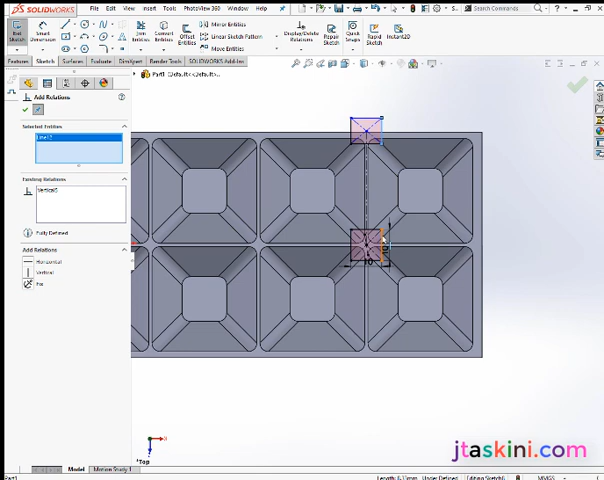 SOLIDWORKS File Edit View Insert Tools PhotoView 360 Window Help Search Commands
Exit Sketch Smart Dimension Trim Entities Convert Entities Offset Entities Mirror Entities Linear Sketch Pattern Move Entities Display/Delete Relations Repair Sketch Quick Snaps Rapid Sketch Instant2D
Features Sketch Surfaces Evaluate DimXpert Render Tools SOLIDWORKS Add-Ins
Add Relations
Selected Entities
Existing Relations
Fully Defined
Add Relations
Horizontal
Vertical
Fix
10
*Top
jtaskini.com
Model Motion Study 1
Part1 Under Defined MMGS